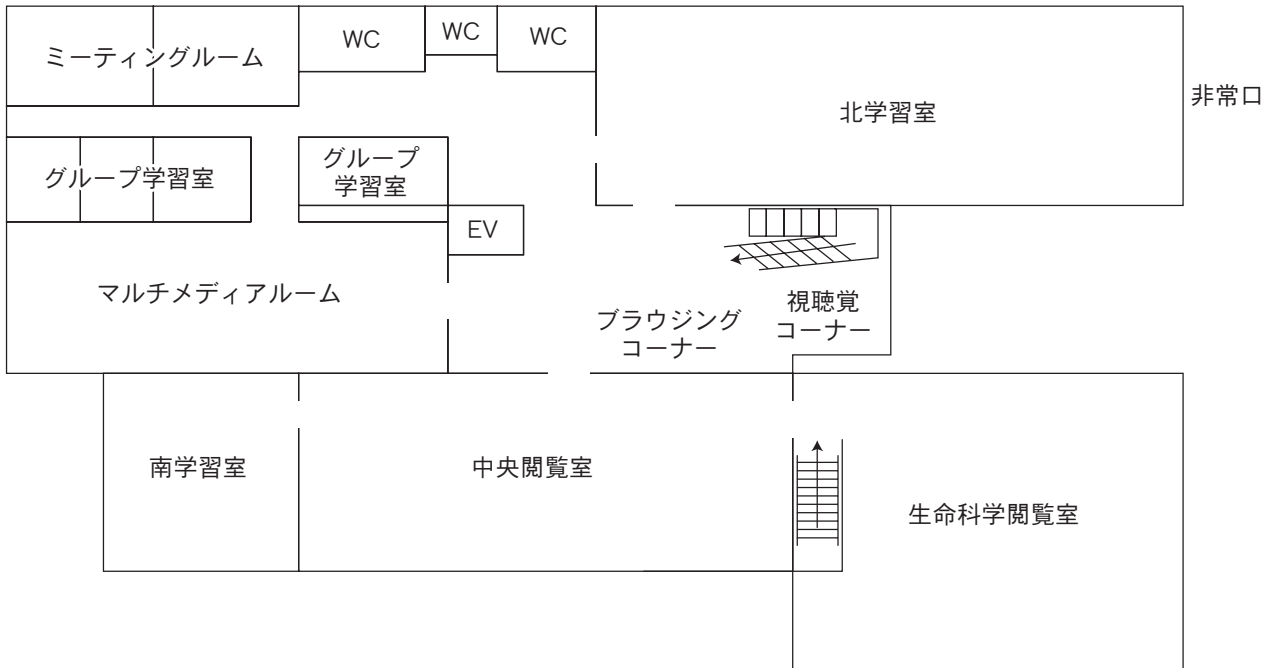 ミーティングルーム
WC
WC
WC
非常口
北学習室
グループ学習室
グループ
学習室
EV
マルチメディアルーム
ブラウジング
コーナー
視聴覚
コーナー
南学習室
中央閲覧室
生命科学閲覧室